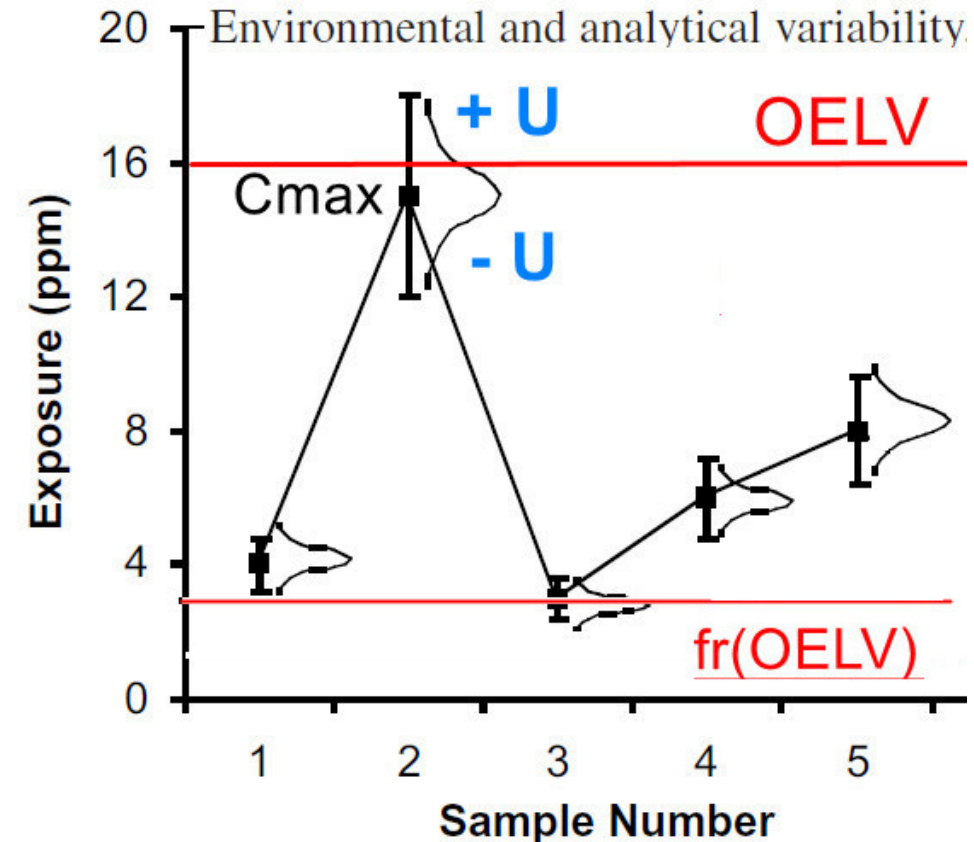 Environmental and analytical variability.
20
+ U
OELV
16
Cmax
- U
12
8
4
fr(OELV)
0
1 2 3 4 5
Exposure (ppm)
Sample Number